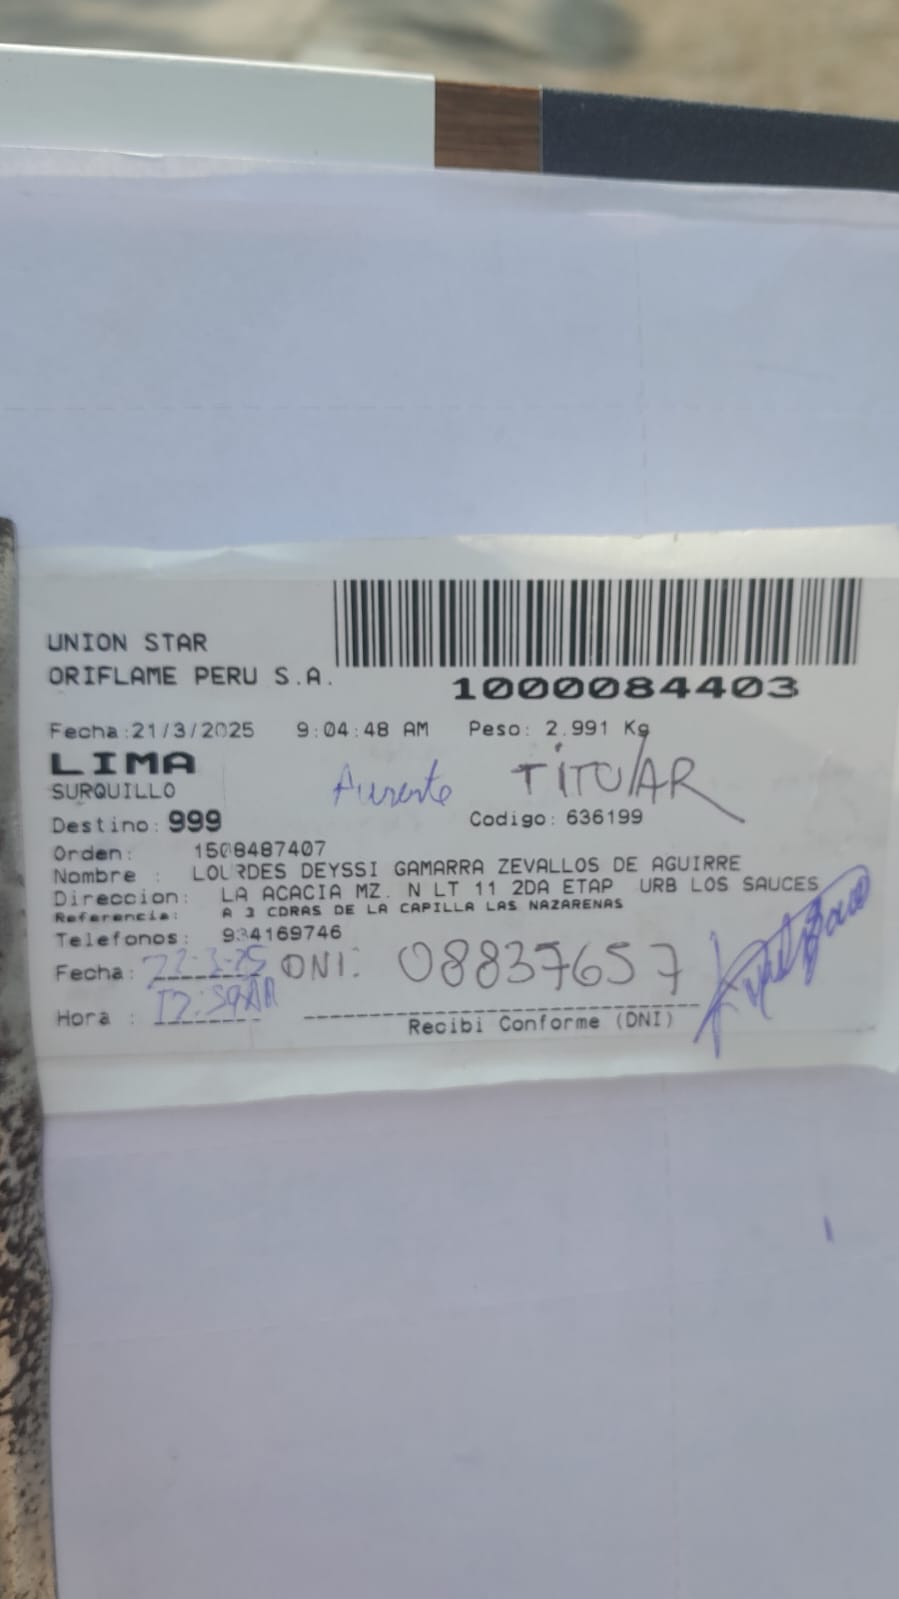 UNION STAR
ORIFLAME PERU S.A.
1000084403
Fecha:21/3/2025 9:04:48 AM Peso: 2.991 Kg
LIMA
SURQUILLO
Ausente TITULAR
Destino: 999 Codigo: 636199
Orden: 1508487407
Nombre : LOURDES DEYSSI GAMARRA ZEVALLOS DE AGUIRRE
Direccion: LA ACACIA MZ. N LT 11 2DA ETAP URB LOS SAUCES
Referencia: A 3 CDRAS DE LA CAPILLA LAS NAZARENAS
Telefonos: 934169746
Fecha: 22-3-25 DNI: 08837657
Hora :
Recibi Conforme (DNI)